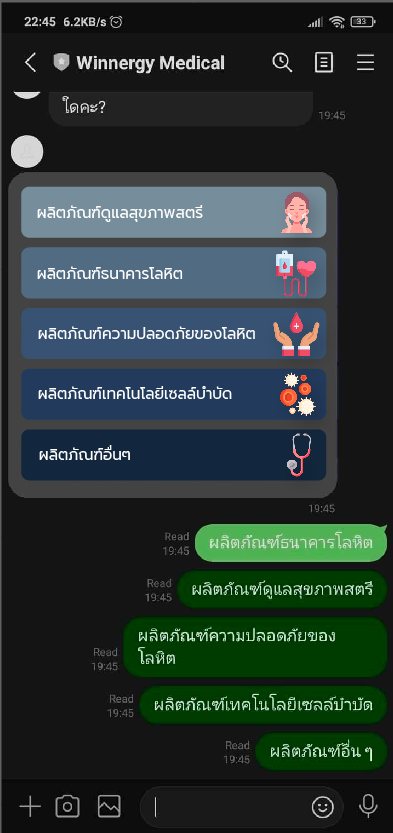 22:45 6.2KB/s
33
Winnergy Medical
ใดคะ?
19:45
ผลิตภัณฑ์ดูแลสุขภาพสตรี
ผลิตภัณฑ์ธนาคารโลหิต
ผลิตภัณฑ์ความปลอดภัยของโลหิต
ผลิตภัณฑ์เทคโนโลยีเซลล์บำบัด
ผลิตภัณฑ์อื่นๆ
19:45
Read
19:45
ผลิตภัณฑ์ธนาคารโลหิต
Read
19:45
ผลิตภัณฑ์ดูแลสุขภาพสตรี
Read
19:45
ผลิตภัณฑ์ความปลอดภัยของ
โลหิต
Read
19:45
ผลิตภัณฑ์เทคโนโลยีเซลล์บำบัด
Read
19:45
ผลิตภัณฑ์อื่น ๆ